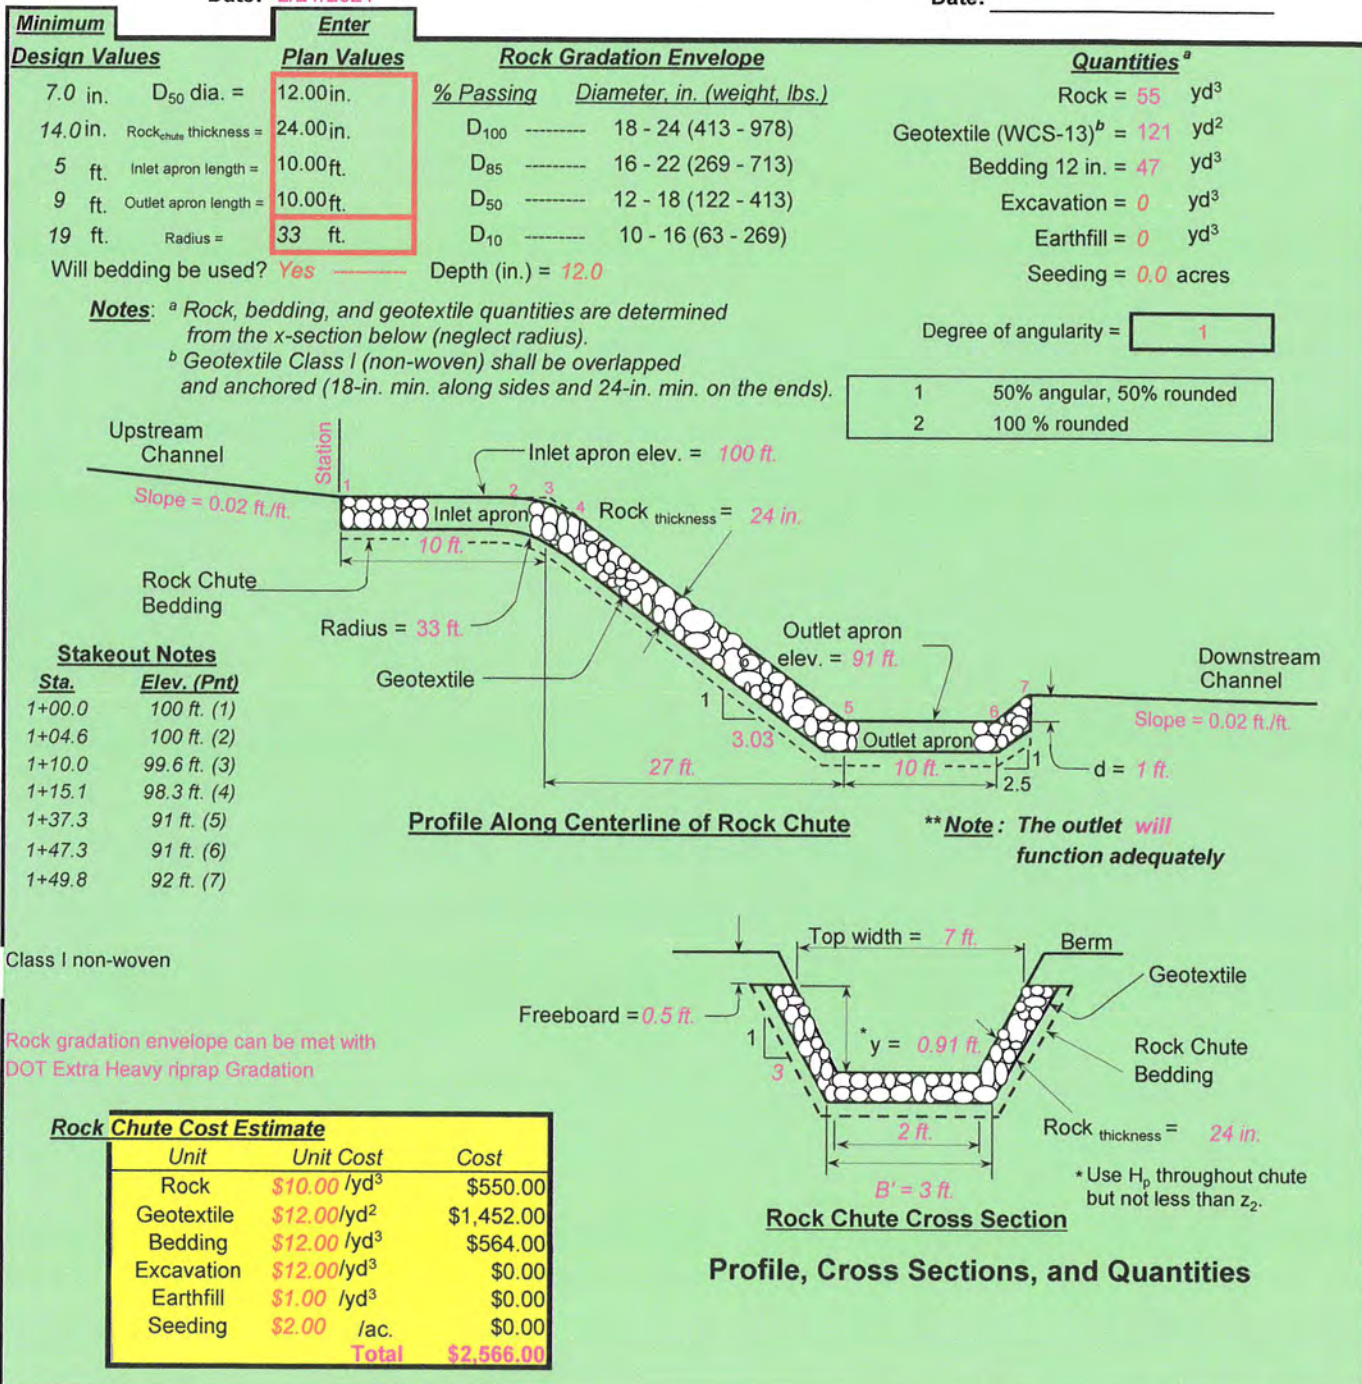 Minimum
Enter
Design Values
Plan Values
Rock Gradation Envelope
Quantities a
7.0 in. D50 dia. = 12.00 in.
% Passing Diameter, in. (weight, lbs.)
Rock = 55 yd3
14.0 in. Rockchute thickness = 24.00 in.
D100 --------- 18 - 24 (413 - 978)
Geotextile (WCS-13)b = 121 yd2
5 ft. Inlet apron length = 10.00 ft.
D85 --------- 16 - 22 (269 - 713)
Bedding 12 in. = 47 yd3
9 ft. Outlet apron length = 10.00 ft.
D50 --------- 12 - 18 (122 - 413)
Excavation = 0 yd3
19 ft. Radius = 33 ft.
D10 --------- 10 - 16 (63 - 269)
Earthfill = 0 yd3
Will bedding be used? Yes ---------- Depth (in.) = 12.0
Seeding = 0.0 acres
Notes: a Rock, bedding, and geotextile quantities are determined
from the x-section below (neglect radius).
b Geotextile Class I (non-woven) shall be overlapped
and anchored (18-in. min. along sides and 24-in. min. on the ends).
Degree of angularity = 1
1 50% angular, 50% rounded
2 100 % rounded
Date:
Upstream
Channel
Station
Slope = 0.02 ft./ft.
1
2
3
4
Inlet apron elev. = 100 ft.
Inlet apron
Rock thickness = 24 in.
10 ft.
Rock Chute
Bedding
Radius = 33 ft.
Geotextile
Outlet apron
elev. = 91 ft.
Downstream
Channel
Slope = 0.02 ft./ft.
1
3.03
5
6
7
Outlet apron
27 ft.
10 ft.
1
2.5
d = 1 ft.
Stakeout Notes
Sta. Elev. (Pnt)
1+00.0 100 ft. (1)
1+04.6 100 ft. (2)
1+10.0 99.6 ft. (3)
1+15.1 98.3 ft. (4)
1+37.3 91 ft. (5)
1+47.3 91 ft. (6)
1+49.8 92 ft. (7)
Profile Along Centerline of Rock Chute
**Note: The outlet will
function adequately
Class I non-woven
Rock gradation envelope can be met with
DOT Extra Heavy riprap Gradation
Top width = 7 ft.
Berm
Geotextile
Freeboard = 0.5 ft.
1
3
* y = 0.91 ft.
Rock Chute
Bedding
2 ft.
Rock thickness = 24 in.
B' = 3 ft.
* Use Hp throughout chute
but not less than z2.
Rock Chute Cross Section
Profile, Cross Sections, and Quantities
Rock Chute Cost Estimate
Unit Unit Cost Cost
Rock $10.00 /yd3 $550.00
Geotextile $12.00/yd2 $1,452.00
Bedding $12.00 /yd3 $564.00
Excavation $12.00/yd3 $0.00
Earthfill $1.00 /yd3 $0.00
Seeding $2.00 /ac. $0.00
Total $2,566.00